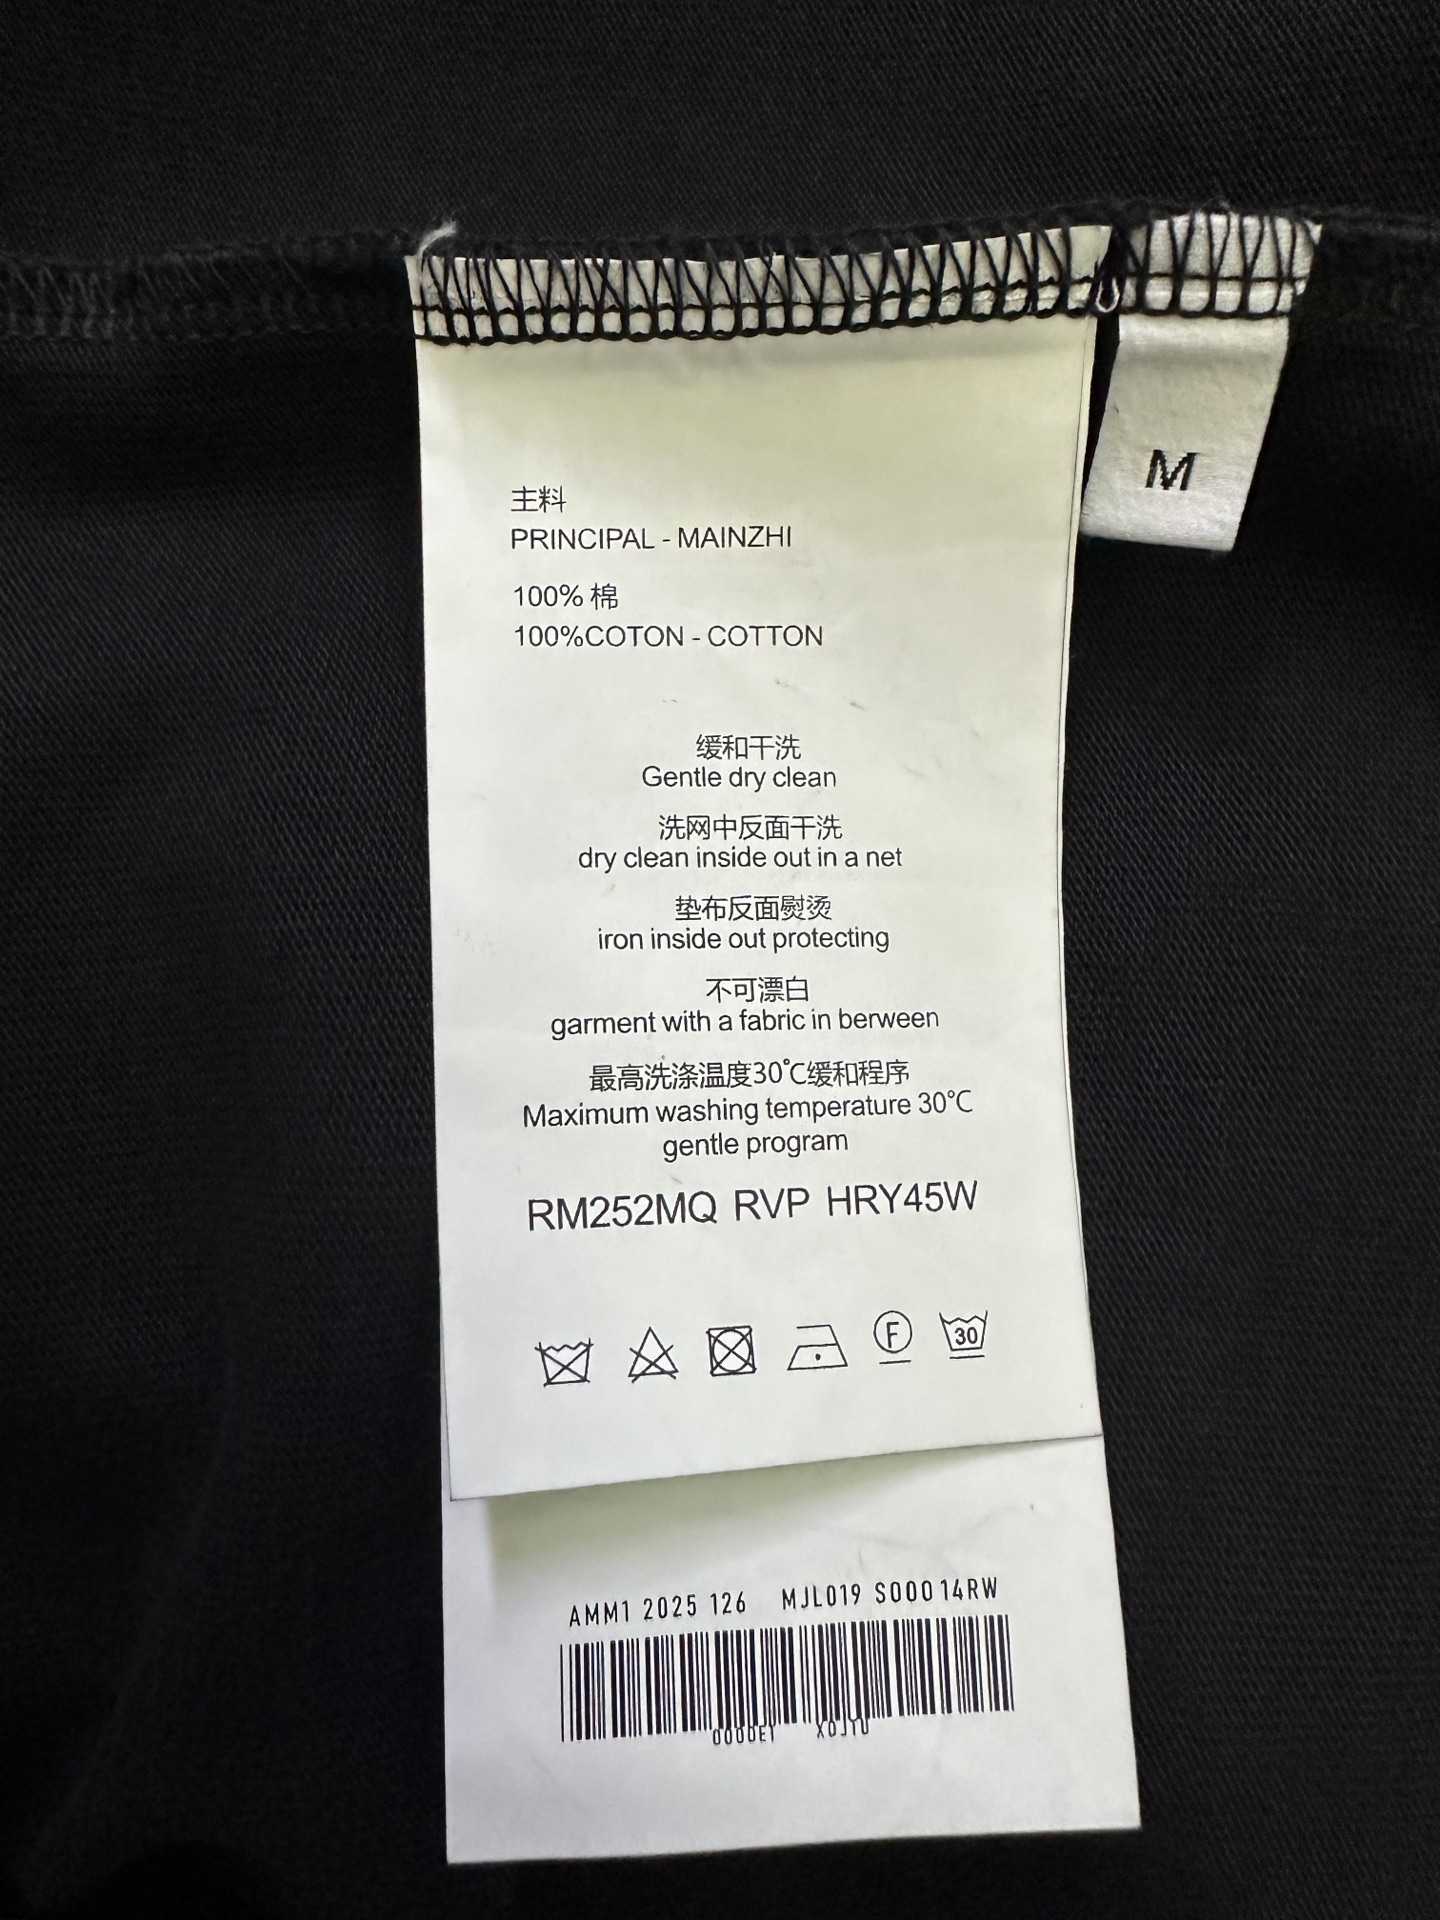 M
主料
PRINCIPAL - MAINZHI
100% 棉
100%COTON - COTTON
缓和干洗
Gentle dry clean
洗网中反面干洗
dry clean inside out in a net
垫布反面熨烫
iron inside out protecting
不可漂白
garment with a fabric in berween
最高洗涤温度30℃缓和程序
Maximum washing temperature 30℃
gentle program
RM252MQ RVP HRY45W
F
30
AMM1 2025 126 MJL019 S00014RW